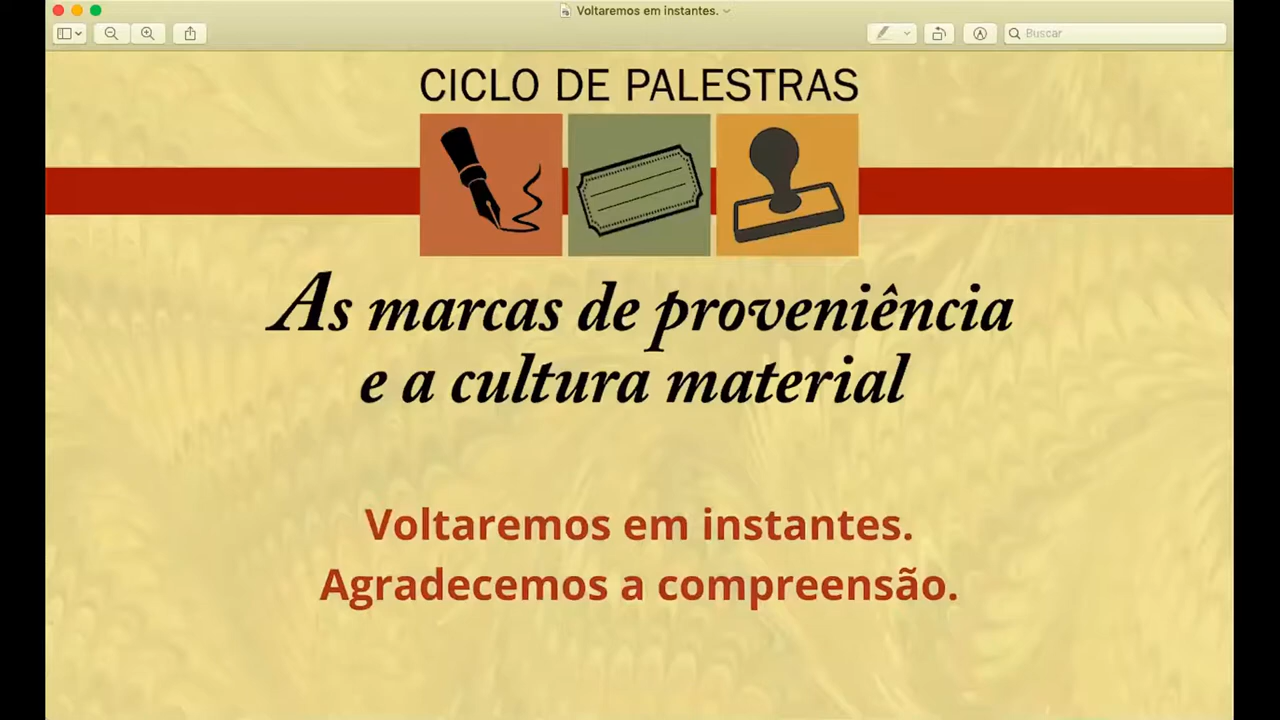 Voltaremos em instantes.
Buscar
CICLO DE PALESTRAS
As marcas de proveniência
e a cultura material
Voltaremos em instantes.
Agradecemos a compreensão.